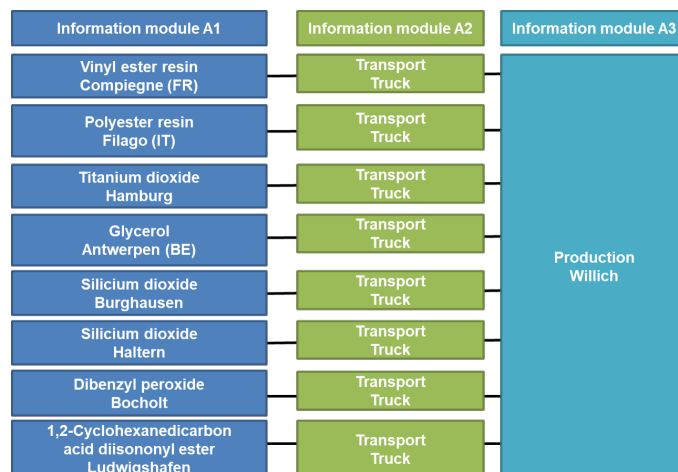 Information module A1
Information module A2
Information module A3
Vinyl ester resin
Compiegne (FR)
Transport
Truck
Polyester resin
Filago (IT)
Transport
Truck
Titanium dioxide
Hamburg
Transport
Truck
Glycerol
Antwerpen (BE)
Transport
Truck
Production
Willich
Silicium dioxide
Burghausen
Transport
Truck
Silicium dioxide
Haltern
Transport
Truck
Dibenzyl peroxide
Bocholt
Transport
Truck
1,2-Cyclohexanedicarbon
acid diisononyl ester
Ludwigshafen
Transport
Truck